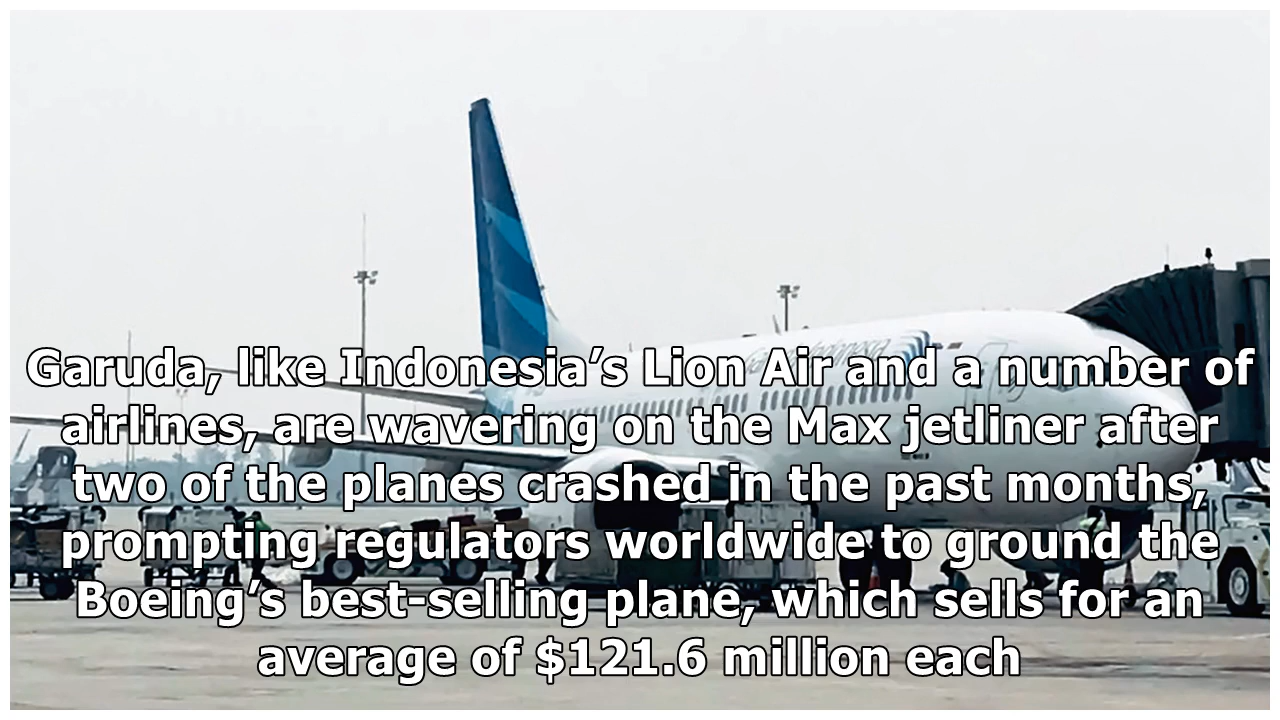 Garuda, like Indonesia’s Lion Air and a number of
airlines, are wavering on the Max jetliner after
two of the planes crashed in the past months,
prompting regulators worldwide to ground the
Boeing’s best-selling plane, which sells for an
average of $121.6 million each